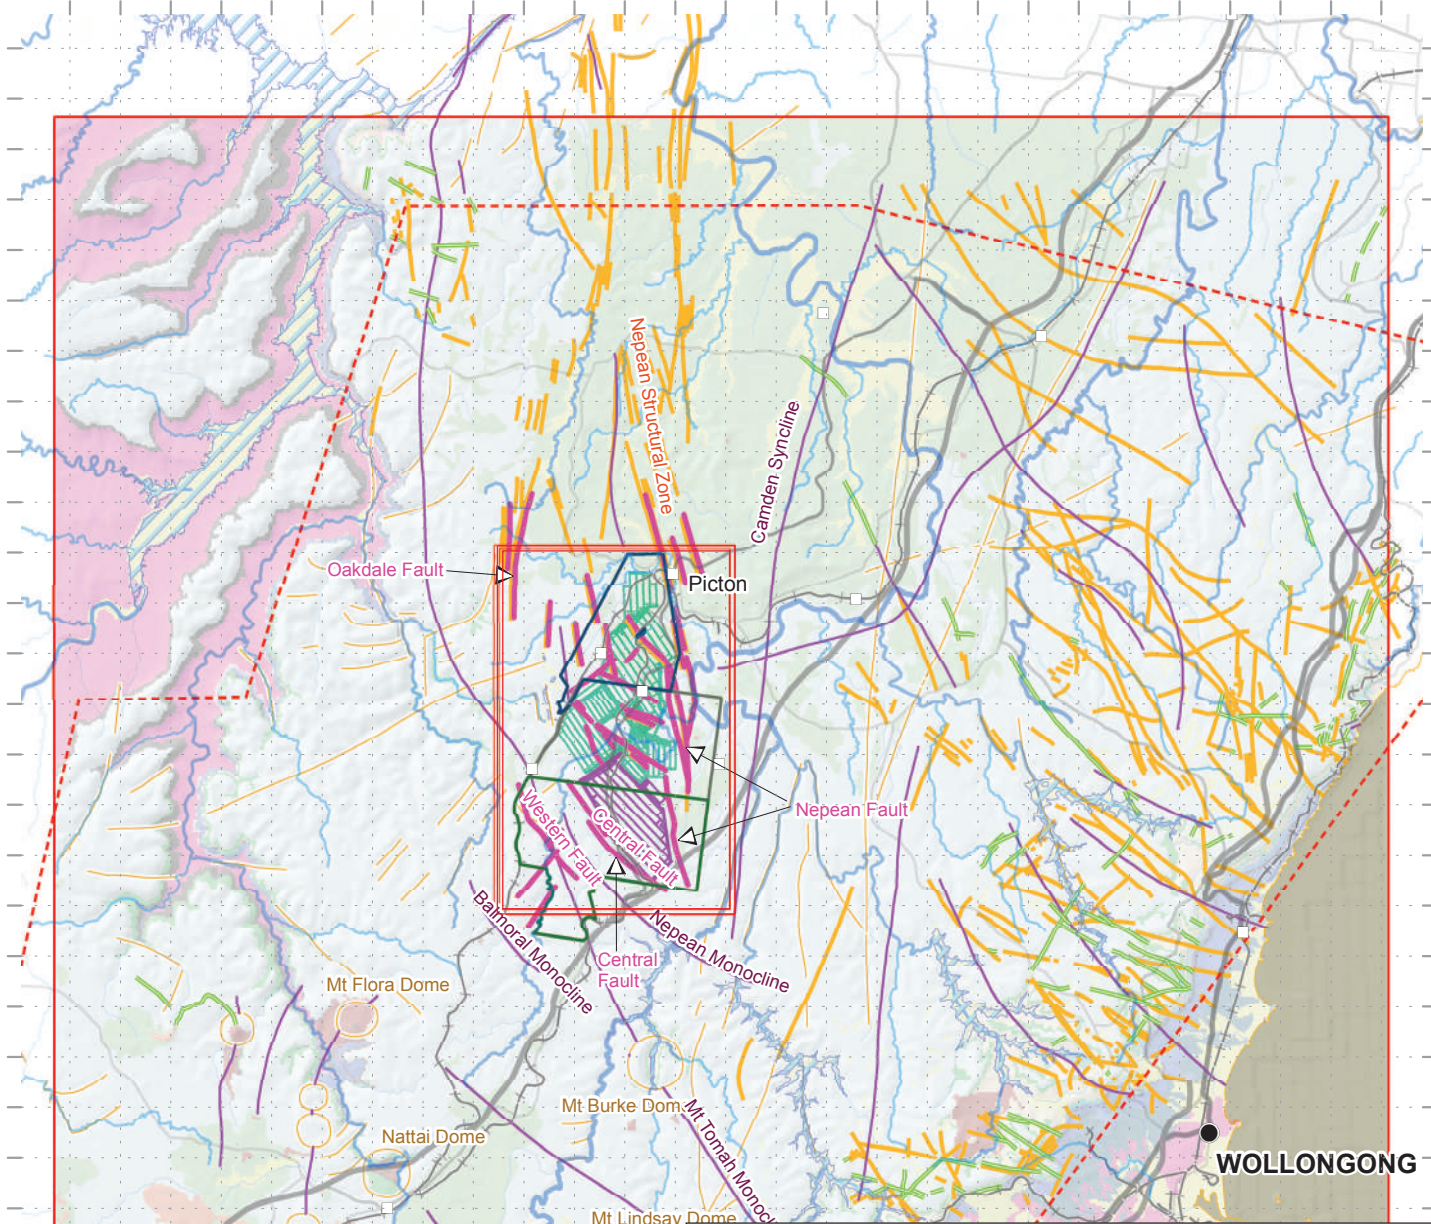 Nepean Structural Zone
Camden Syncline
Oakdale Fault
Picton
Nepean Fault
Western Fault
Central Fault
Balmoral Monocline
Nepean Monocline
Central
Fault
Mt Flora Dome
Mt Burke Dom
Mt Tomah Monocl
Nattai Dome
WOLLONGONG
Mt Lindsay Dome